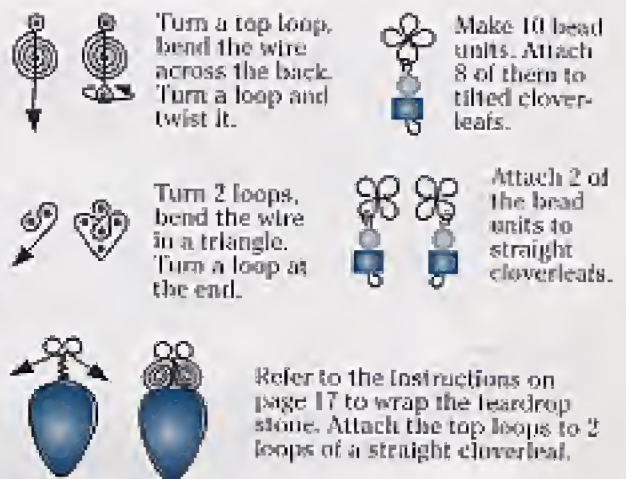 Turn a top loop,
bend the wire
across the back.
Turn a loop and
twist it.
Make 10 bead
units. Attach
8 of them to
tilted clover-
leafs.
Turn 2 loops,
bend the wire
in a triangle.
Turn a loop at
the end.
Attach 2 of
the bead
units to
straight
cloverleafs.
Refer to the instructions on
page 17 to wrap the teardrop
stone. Attach the top loops to 2
loops of a straight cloverleaf.